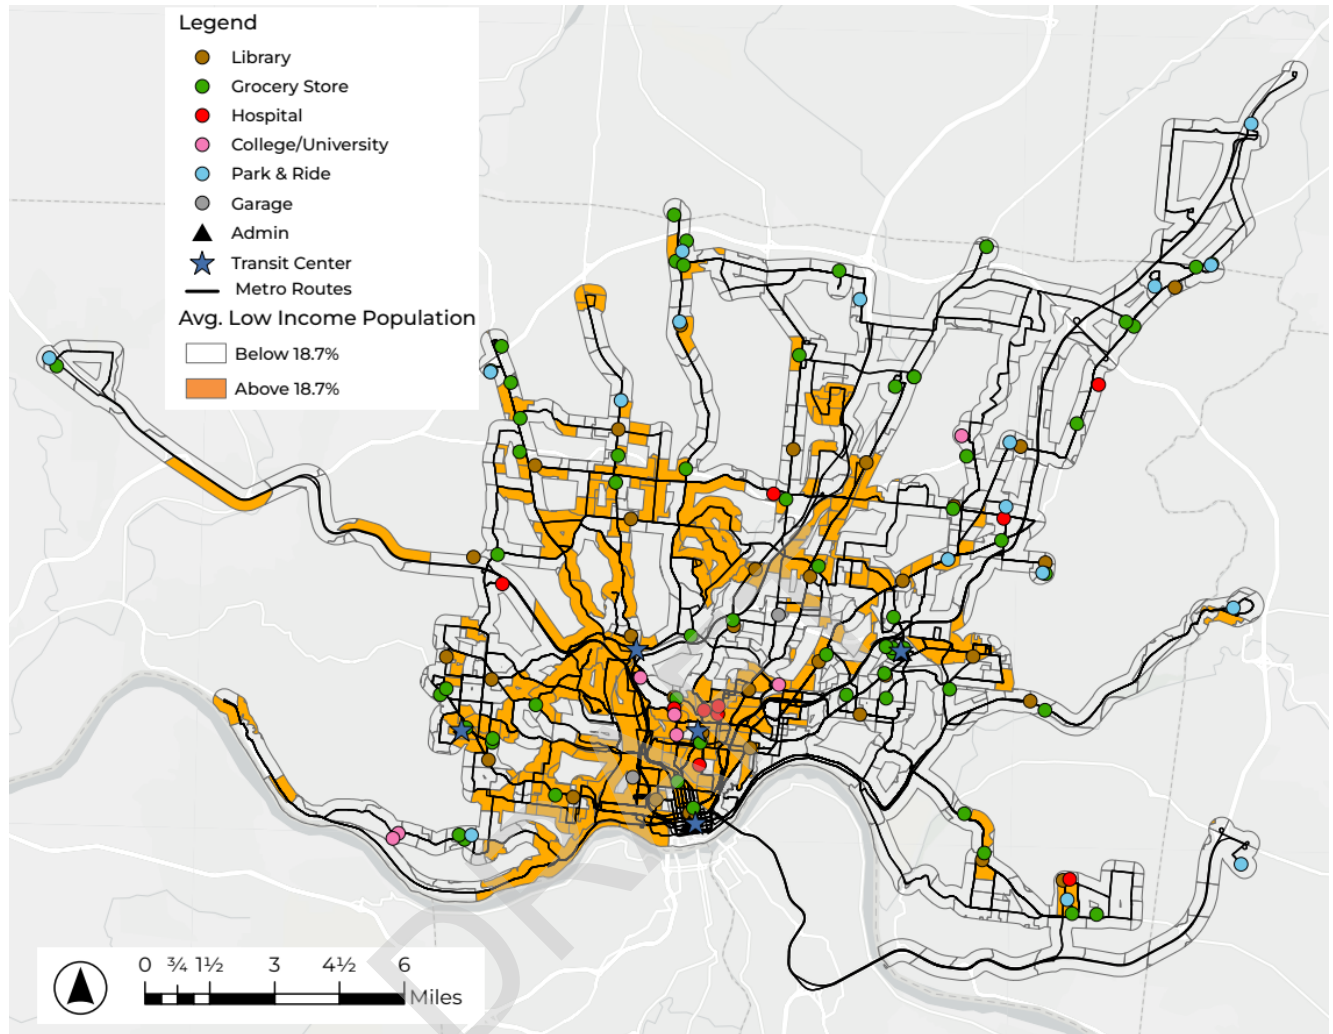 Legend
Library
Grocery Store
Hospital
College/University
Park & Ride
Garage
Admin
Transit Center
Metro Routes
Avg. Low Income Population
Below 18.7%
Above 18.7%
0 ¾ 1½ 3 4½ 6
Miles